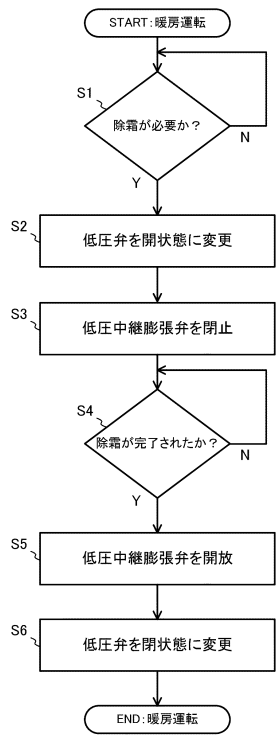 START:暖房運転
S1
除霜が必要か?
N
Y
S2
低圧弁を開状態に変更
S3
低圧中継膨張弁を閉止
S4
除霜が完了されたか?
N
Y
S5
低圧中継膨張弁を開放
S6
低圧弁を閉状態に変更
END:暖房運転